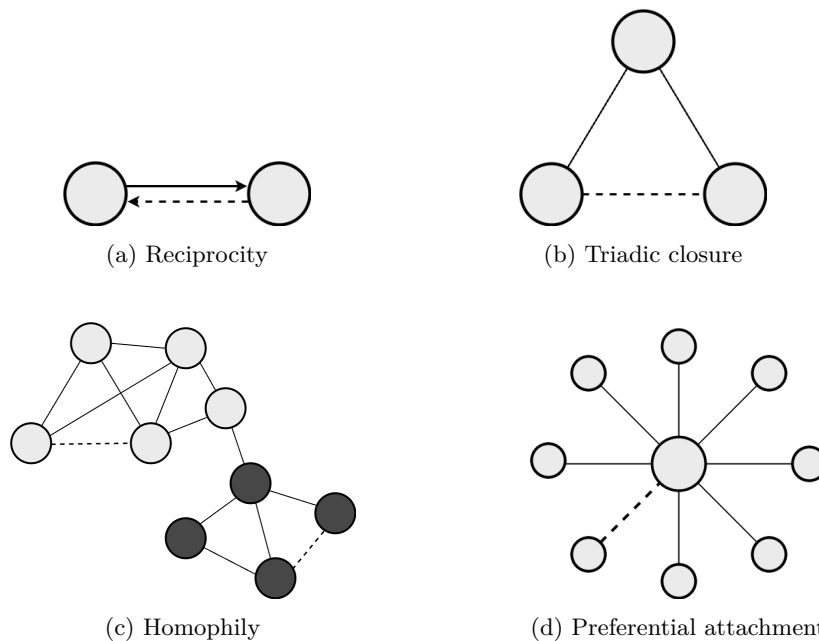 (a) Reciprocity
(b) Triadic closure
(c) Homophily
(d) Preferential attachment